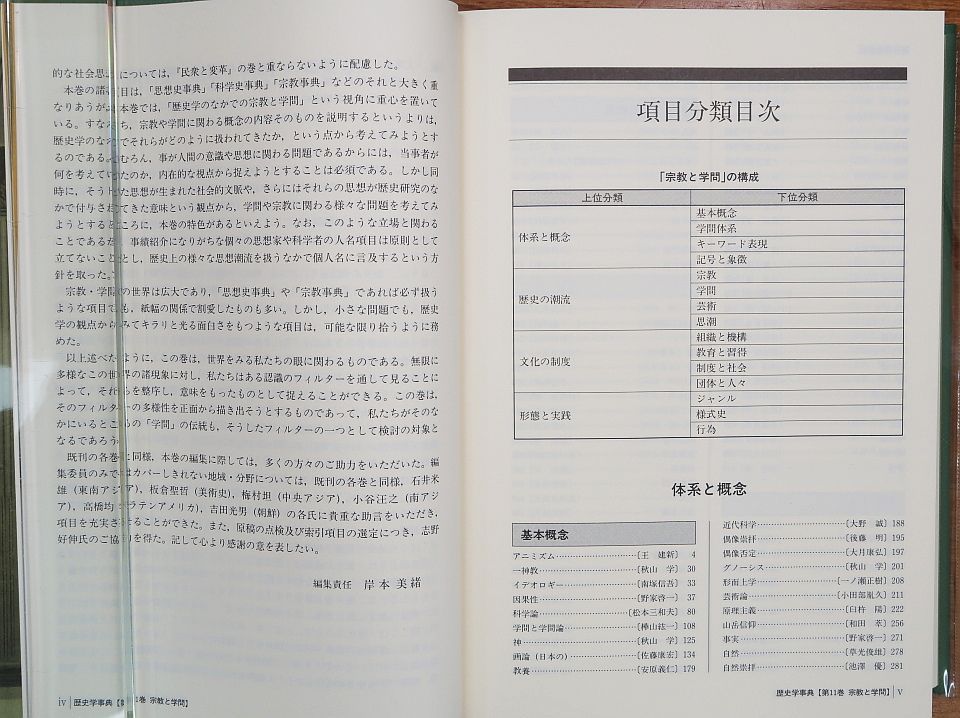 的な社会思　については，『民衆と変革』の巻と重ならないように配慮した。
本巻の諸　目は，「思想史事典」「科学史事典」「宗教事典」などのそれと大きく重
なりあうが　本巻では，「歴史学のなかでの宗教と学問」という視角に重心を置いて
いる。すな　ち，宗教や学問に関わる概念の内容そのものを説明するというよりは，
歴史学のな　でそれらがどのように扱われてきたか，という点から考えてみようとす
るのである　むろん，事が人間の意識や思想に関わる問題であるからには，当事者が
何を考えてい　のか，内在的な視点から捉えようとすることは必須である。しかし同
時に，そう　た思想が生まれた社会的文脈や，さらにはそれらの思想が歴史研究のな
かで付与さ　てきた意味という観点から，学問や宗教に関わる様々な問題を考えてみ
ようとすると　ろに，本巻の特色があるといえよう。なお，このような立場と関わる
ことであるが　事績紹介になりがちな個々の思想家や科学者の人名項目は原則として
立てないこと　し，歴史上の様々な思想潮流を扱うなかで個人名に言及するという方
針を取った。
宗教・学問の世界は広大であり，「思想史事典」や「宗教事典」であれば必ず扱う
ような項目で　，紙幅の関係で割愛したものも多い。しかし，小さな問題でも，歴史
学の観点から　てキラリと光る面白さをもつような項目は，可能な限り拾うように務
めた。
以上述べた　うに，この巻は，世界をみる私たちの眼に関わるものである。無限に
多様なこの世　の諸現象に対し，私たちはある認識のフィルターを通して見ることに
よって，それ　を整序し，意味をもったものとして捉えることができる。この巻は，
そのフィルターの多様性を正面から描き出そうとするものであって，私たちがそのな
かにいるところの「学問」の伝統も，そうしたフィルターの一つとして検討の対象と
なるであろう
既刊の各巻と同様，本巻の編集に際しては，多くの方々のご助力をいただいた。編
集委員のみで　カバーしきれない地域・分野については，既刊の各巻と同様，石井米
雄（東南アジア），板倉聖哲（美術史），梅村坦（中央アジア），小谷汪之（南アジ
ア），高橋均　ラテンアメリカ），吉田光男（朝鮮）の各氏に貴重な助言をいただき，
項目を充実さ　ることができた。また，原稿の点検及び索引項目の選定につき，志野
好伸氏のご協　を得た。記して心より感謝の意を表したい。
編集責任　岸本美緒
iv 歴史学事典【第11巻 宗教と学問】
項目分類目次
「宗教と学問」の構成
上位分類　下位分類
体系と概念　基本概念
学問体系
キーワード表現
記号と象徴
歴史の潮流　宗教
学問
芸術
思潮
文化の制度　組織と機構
教育と習得
制度と社会
団体と人々
形態と実践　ジャンル
様式史
行為
体系と概念
基本概念
アニミズム……〔王　建新〕 4
一神教……〔秋山　学〕 30
イデオロギー……〔南塚信吾〕 33
因果性……〔野家啓一〕 37
科学論……〔松本三和夫〕 80
学問と学問論……〔樺山紘一〕 108
神……〔秋山　学〕 125
画論（日本の）……〔佐藤康宏〕 134
教養……〔安原義仁〕 179
近代科学……〔大野　誠〕 188
偶像崇拝……〔後藤　明〕 195
偶像否定……〔大月康弘〕 197
グノーシス……〔秋山　学〕 201
形而上学……〔一ノ瀬正樹〕 208
芸術論……〔小田部胤久〕 211
原理主義……〔臼杵　陽〕 222
山岳信仰……〔和田　萃〕 256
事実……〔野家啓一〕 271
自然……〔草光俊雄〕 278
自然崇拝……〔池澤　優〕 281
歴史学事典【第11巻 宗教と学問】 v